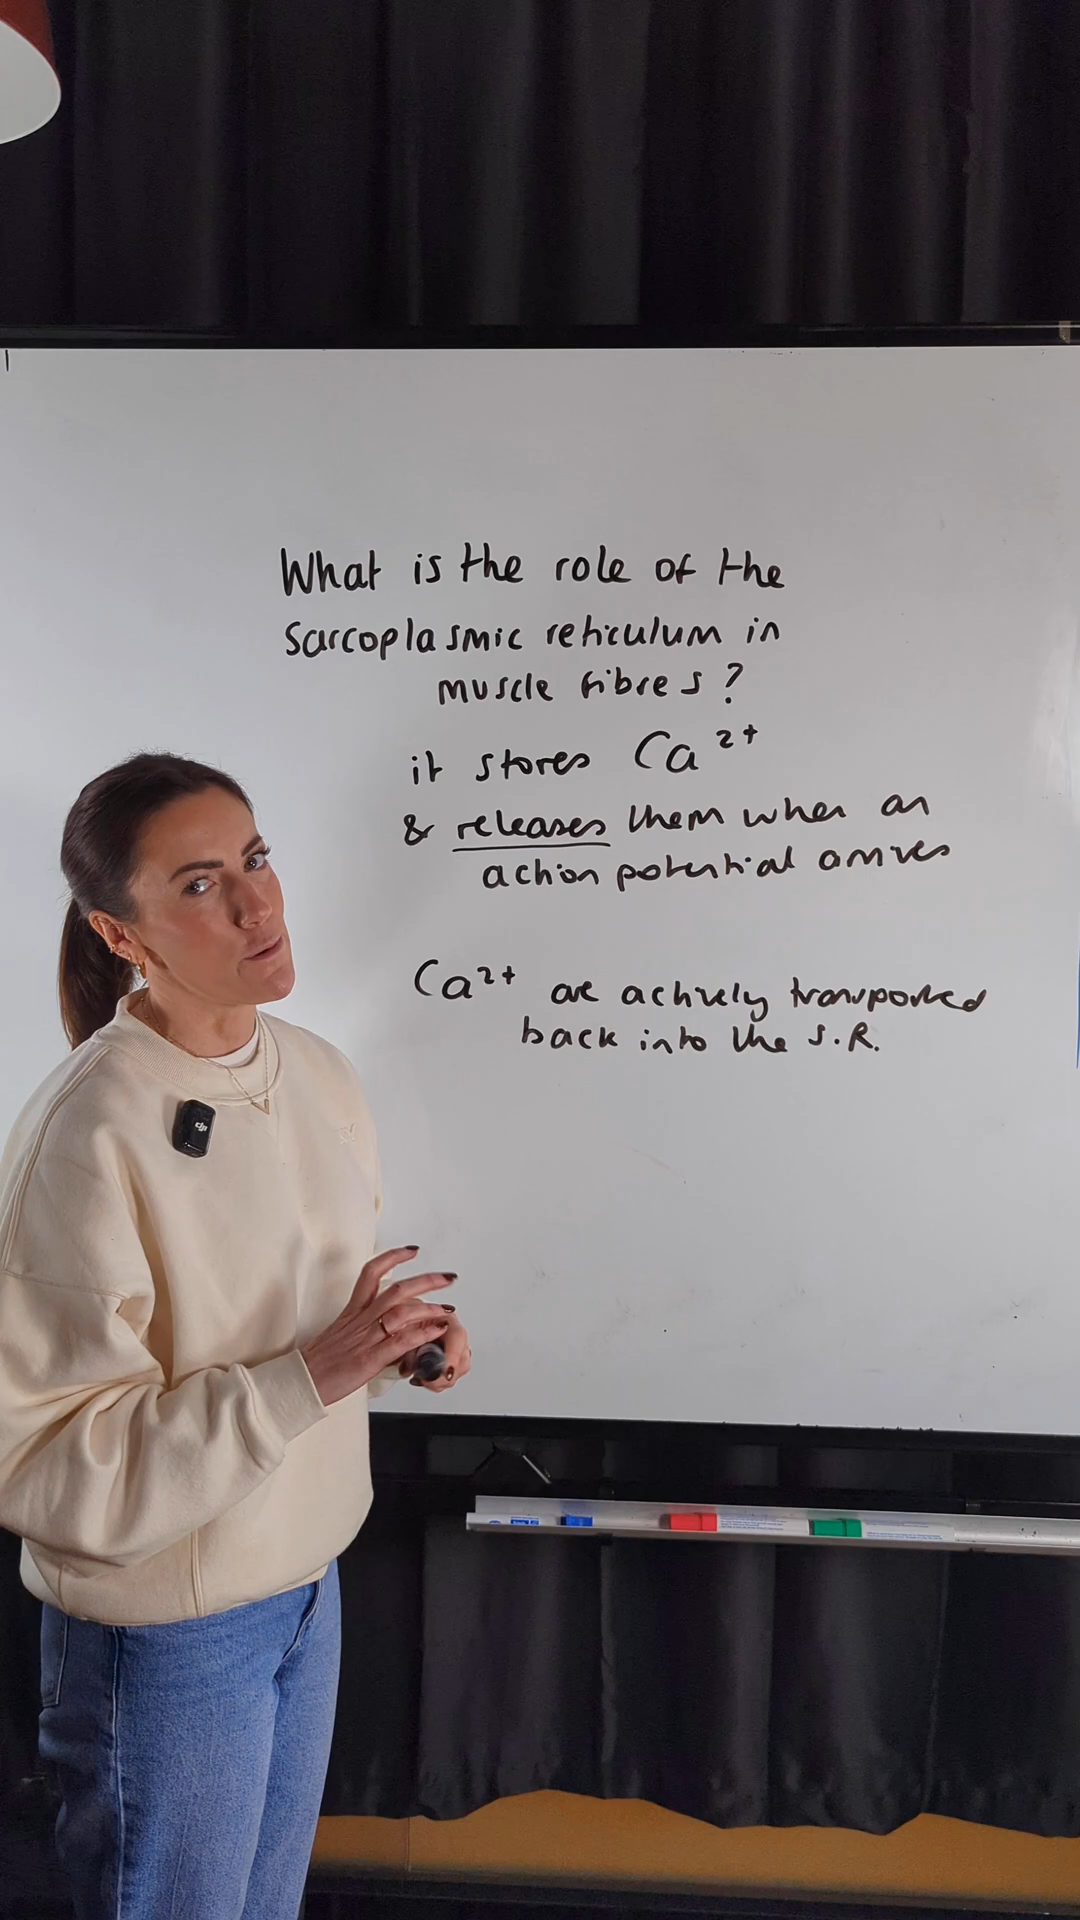 What is the role of the
sarcoplasmic reticulum in
muscle fibres?
it stores Ca²⁺
& releases them when an
action potential arrives
Ca²⁺ are actively transported
back into the S.R.
dji